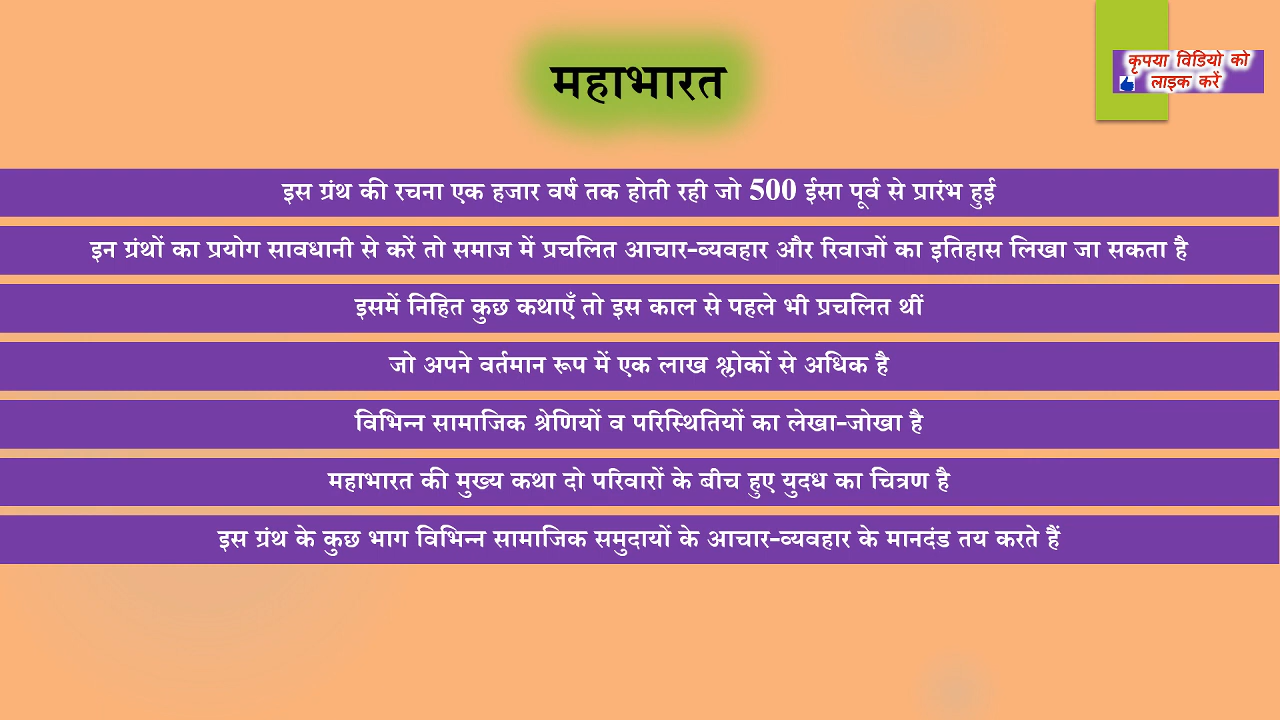 महाभारत
कृपया विडियो को
लाइक करें
इस ग्रंथ की रचना एक हजार वर्ष तक होती रही जो 500 ईसा पूर्व से प्रारंभ हुई
इन ग्रंथों का प्रयोग सावधानी से करें तो समाज में प्रचलित आचार-व्यवहार और रिवाजों का इतिहास लिखा जा सकता है
इसमें निहित कुछ कथाएँ तो इस काल से पहले भी प्रचलित थीं
जो अपने वर्तमान रूप में एक लाख श्लोकों से अधिक है
विभिन्न सामाजिक श्रेणियों व परिस्थितियों का लेखा-जोखा है
महाभारत की मुख्य कथा दो परिवारों के बीच हुए युदध का चित्रण है
इस ग्रंथ के कुछ भाग विभिन्न सामाजिक समुदायों के आचार-व्यवहार के मानदंड तय करते हैं